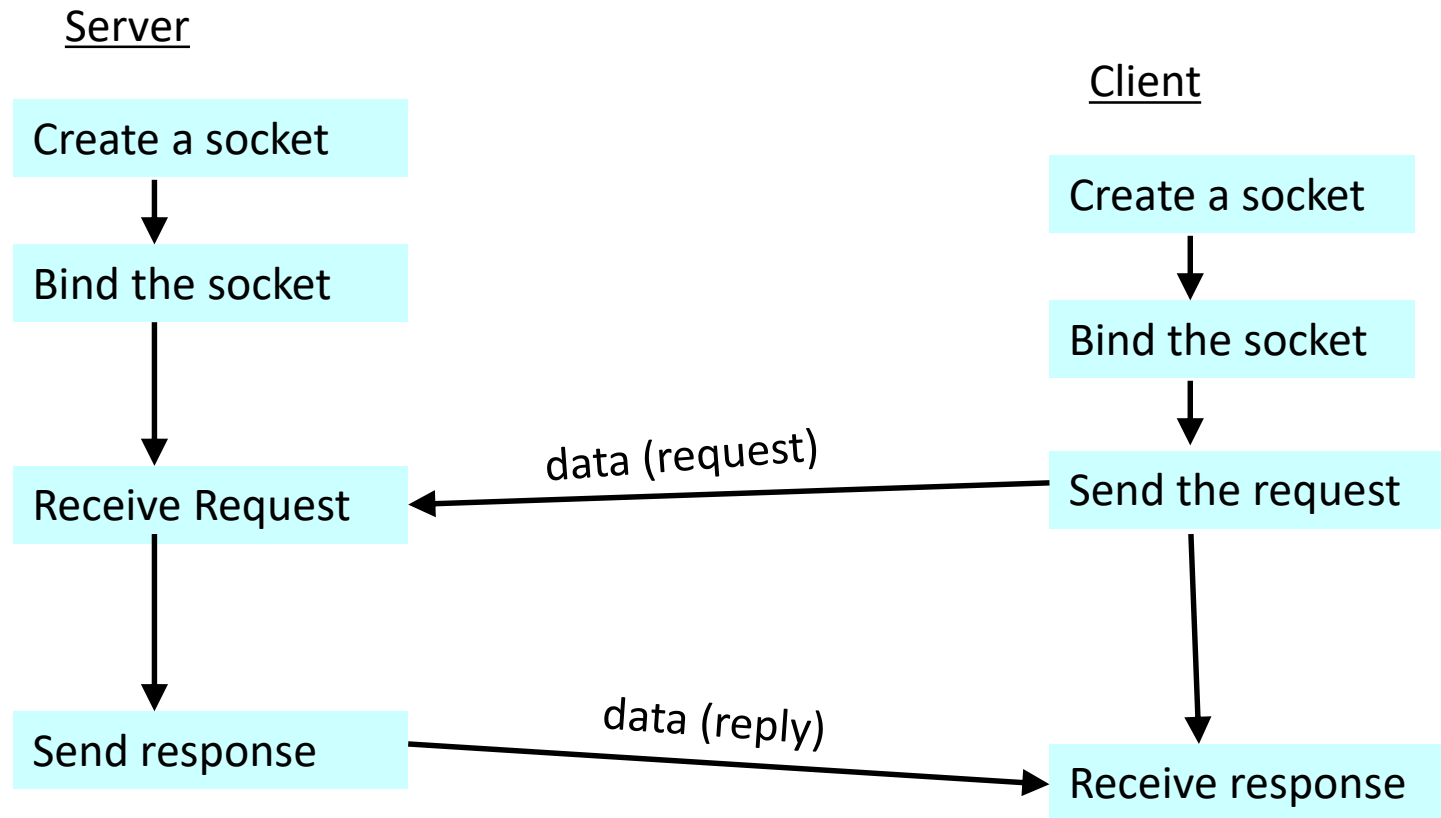 Server
Client
Create a socket
Create a socket
Bind the socket
Bind the socket
data (request)
Receive Request
Send the request
data (reply)
Send response
Receive response